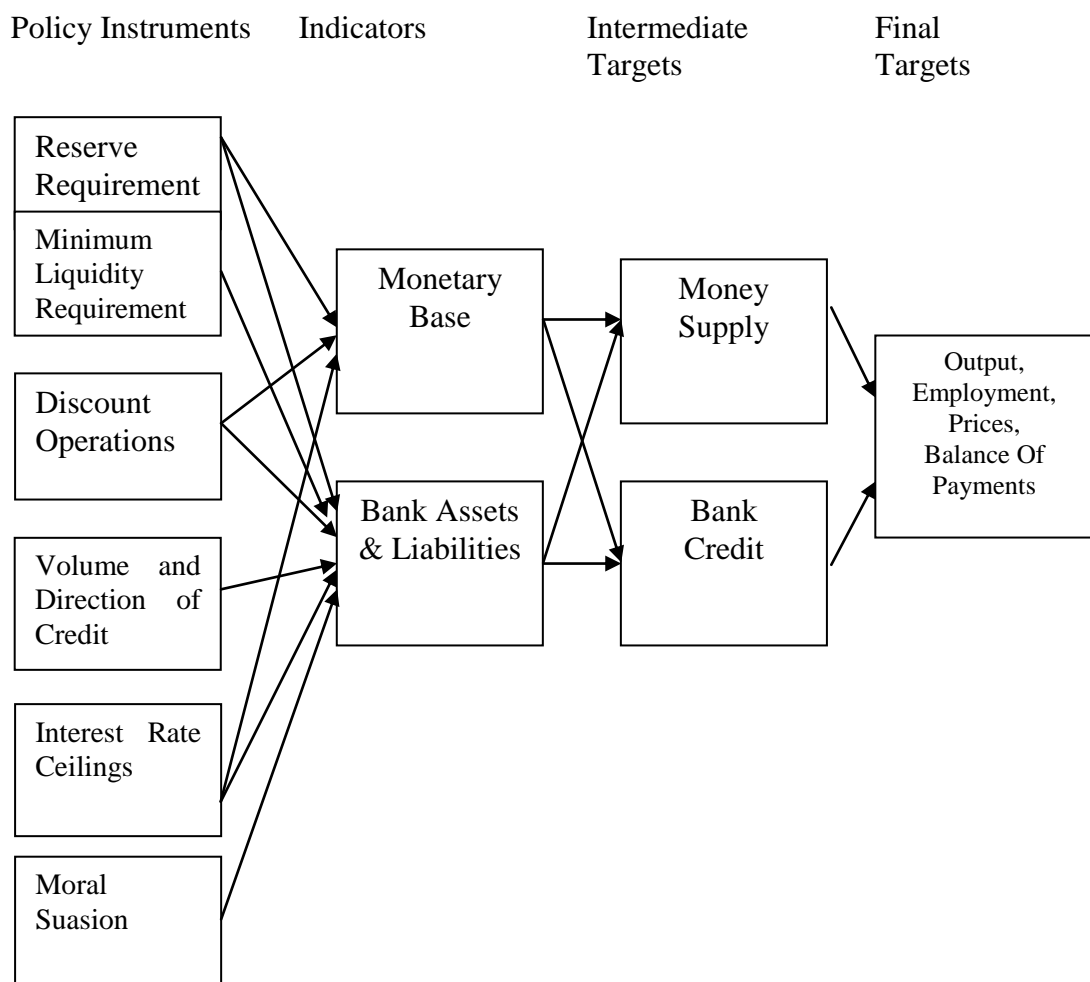 Policy Instruments
Indicators
Intermediate
Targets
Final
Targets
Reserve
Requirement
Minimum
Liquidity
Requirement
Discount
Operations
Volume and
Direction of
Credit
Interest Rate
Ceilings
Moral
Suasion
Monetary
Base
Bank Assets
& Liabilities
Money
Supply
Bank
Credit
Output,
Employment,
Prices,
Balance Of
Payments